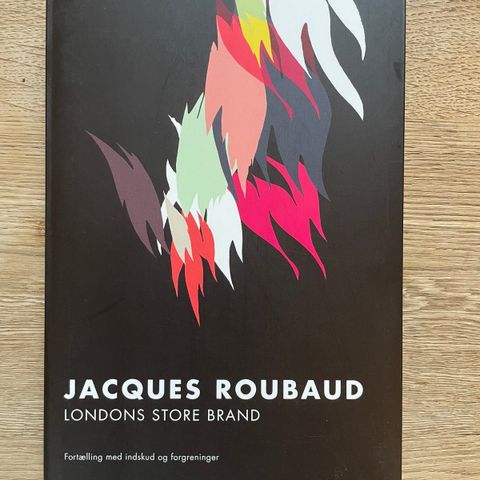 JACQUES ROUBAUD
LONDONS STORE BRAND
Fortælling med indskud og forgreninger